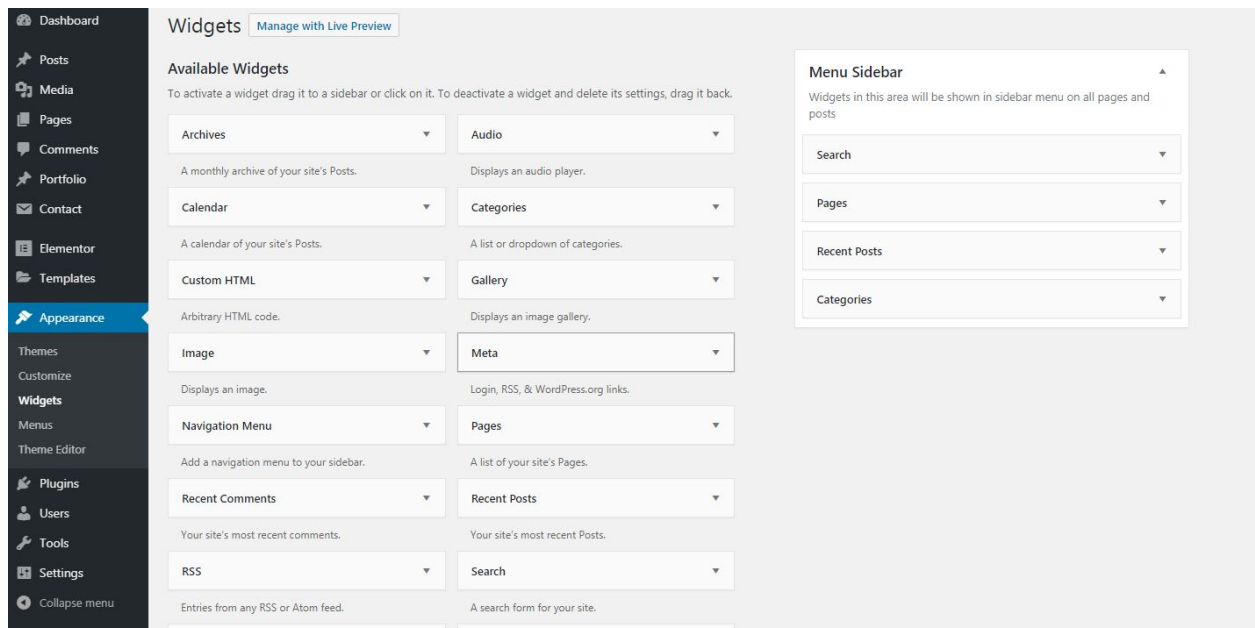 Dashboard
Posts
Media
Pages
Comments
Portfolio
Contact
Elementor
Templates
Appearance
Themes
Customize
Widgets
Menus
Theme Editor
Plugins
Users
Tools
Settings
Collapse menu
Widgets Manage with Live Preview
Available Widgets
To activate a widget drag it to a sidebar or click on it. To deactivate a widget and delete its settings, drag it back.
Archives
A monthly archive of your site's Posts.
Audio
Displays an audio player.
Calendar
A calendar of your site's Posts.
Categories
A list or dropdown of categories.
Custom HTML
Arbitrary HTML code.
Gallery
Displays an image gallery.
Image
Displays an image.
Meta
Login, RSS, & WordPress.org links.
Navigation Menu
Add a navigation menu to your sidebar.
Pages
A list of your site's Pages.
Recent Comments
Your site's most recent comments.
Recent Posts
Your site's most recent Posts.
RSS
Entries from any RSS or Atom feed.
Search
A search form for your site.
Menu Sidebar
Widgets in this area will be shown in sidebar menu on all pages and
posts
Search
Pages
Recent Posts
Categories